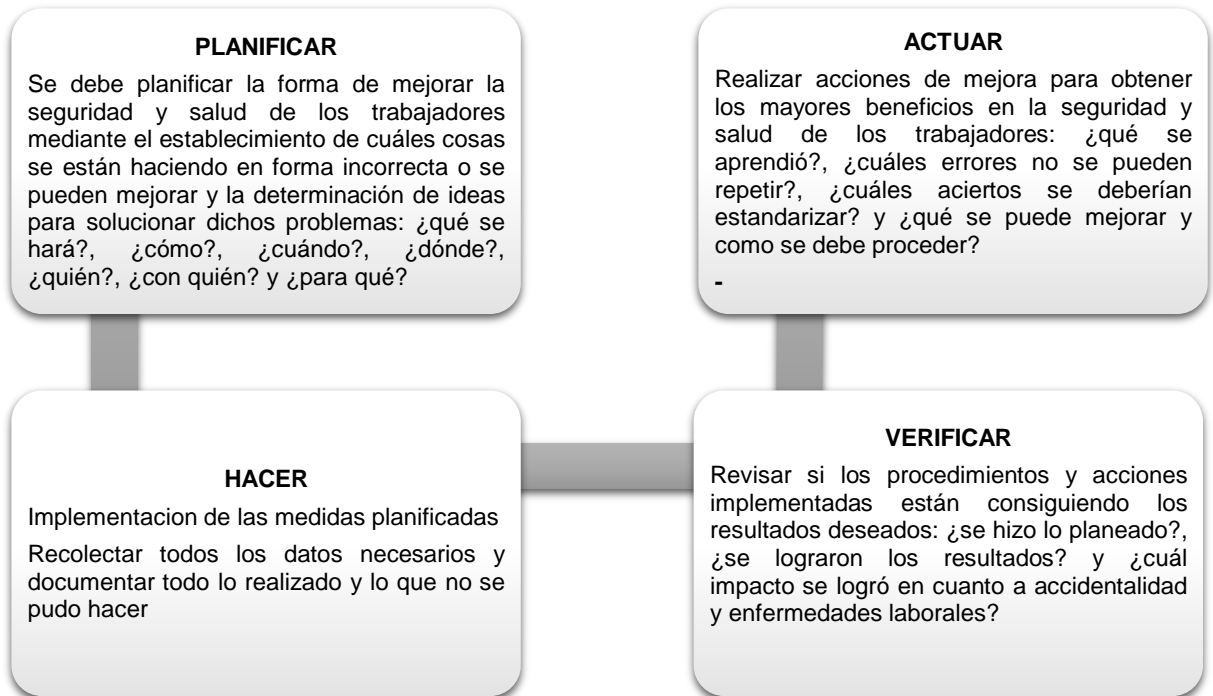 PLANIFICAR
Se debe planificar la forma de mejorar la
seguridad y salud de los trabajadores
mediante el establecimiento de cuáles cosas
se están haciendo en forma incorrecta o se
pueden mejorar y la determinación de ideas
para solucionar dichos problemas: ¿qué se
hará?, ¿cómo?, ¿cuándo?, ¿dónde?,
¿quién?, ¿con quién? y ¿para qué?
HACER
Implementacion de las medidas planificadas
Recolectar todos los datos necesarios y
documentar todo lo realizado y lo que no se
pudo hacer
VERIFICAR
Revisar si los procedimientos y acciones
implementadas están consiguiendo los
resultados deseados: ¿se hizo lo planeado?,
¿se lograron los resultados? y ¿cuál
impacto se logró en cuanto a accidentalidad
y enfermedades laborales?
ACTUAR
Realizar acciones de mejora para obtener
los mayores beneficios en la seguridad y
salud de los trabajadores: ¿qué se
aprendió?, ¿cuáles errores no se pueden
repetir?, ¿cuáles aciertos se deberían
estandarizar? y ¿qué se puede mejorar y
como se debe proceder?
-